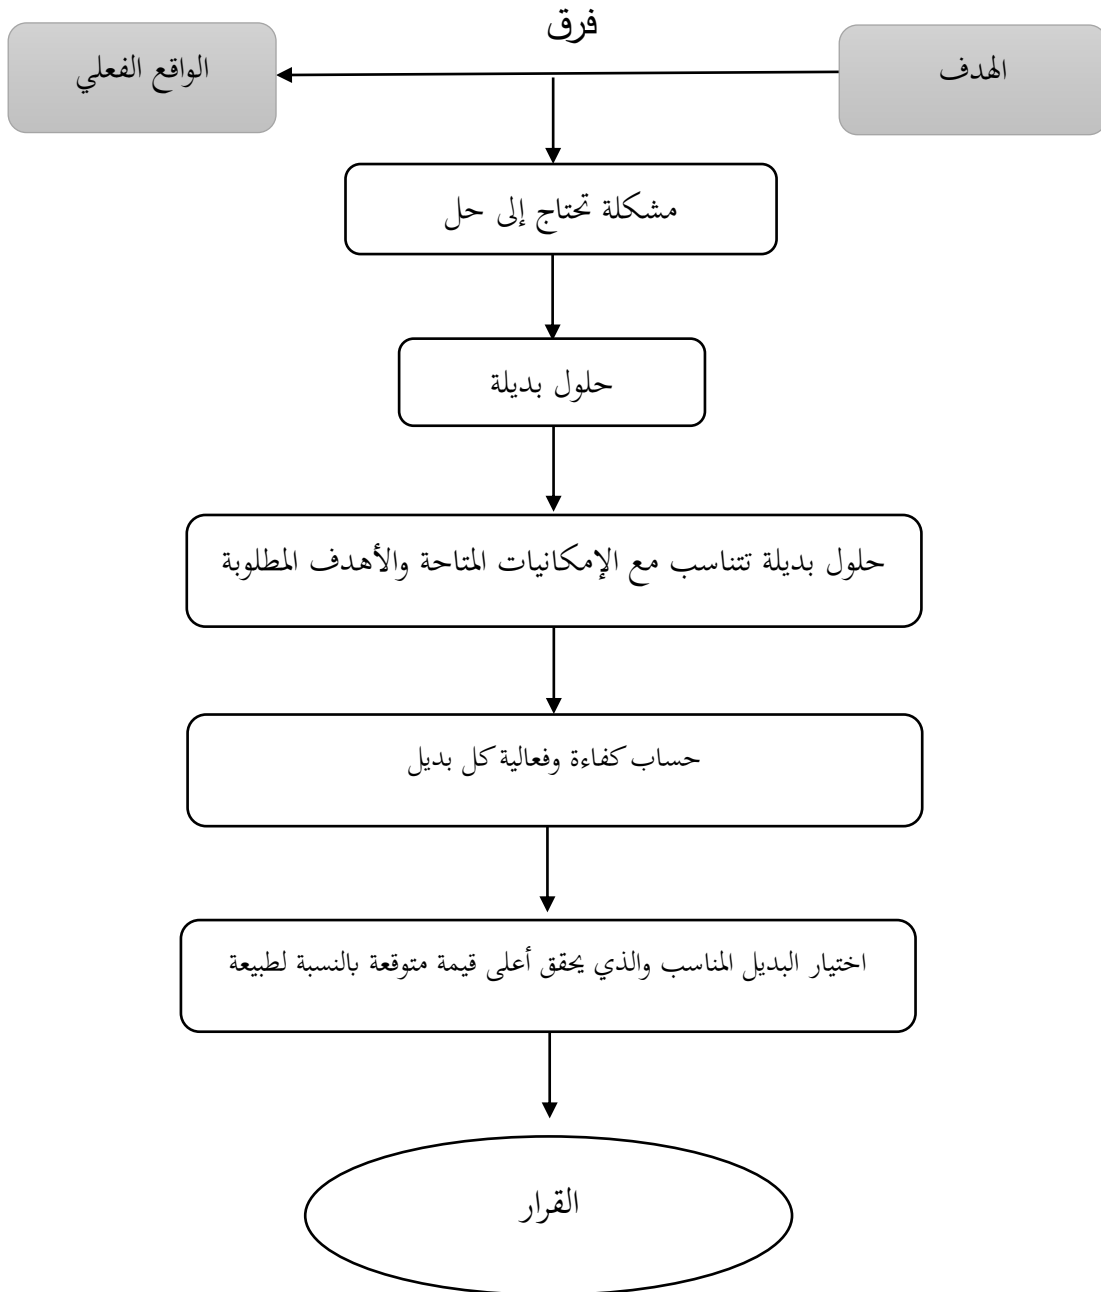 فرق
الهدف
الواقع الفعلي
مشكلة تحتاج إلى حل
حلول بديلة
حلول بديلة تتناسب مع الإمكانيات المتاحة والأهدف المطلوبة
حساب كفاءة وفعالية كل بديل
اختيار البديل المناسب والذي يحقق أعلى قيمة متوقعة بالنسبة لطبيعة
القرار